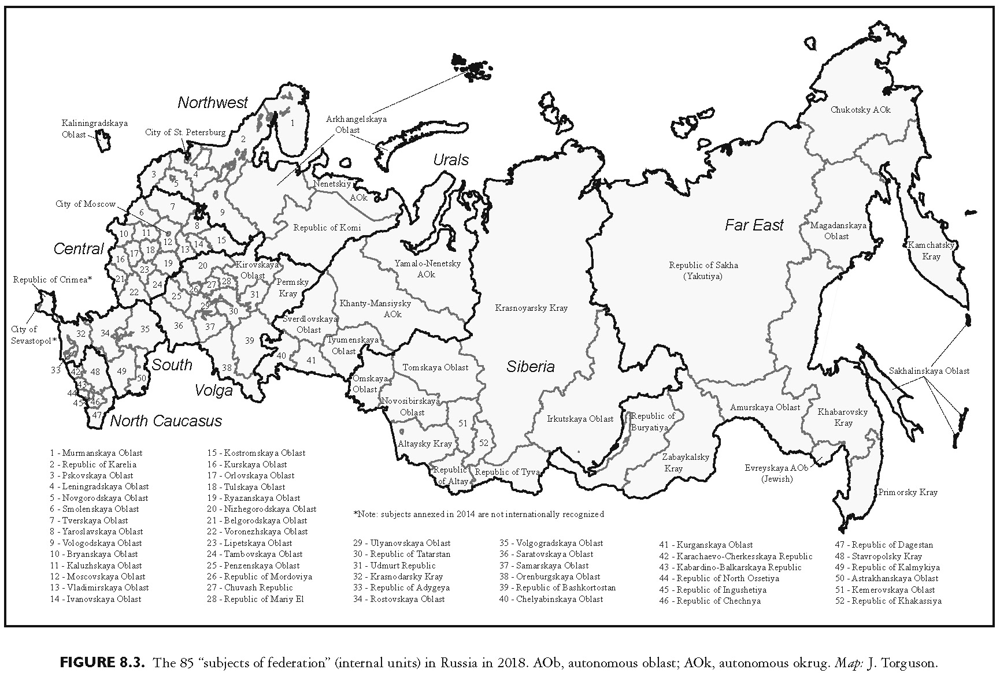 Northwest
Kaliningradskaya
Oblast
City of St. Petersburg
Arkhangelskaya
Oblast
Urals
Chukotsky AOk
1
2
3
4
5
Nenetskiy
AOk
City of Moscow
6
7
8
9
Republic of Komi
Far East
Magadanskaya
Oblast
Kamchatsky
Kray
Central
10
11
12
13
14
15
16
17
18
19
20
21
22
23
24
25
26
27
28
29
30
31
Kirovskaya
Oblast
Permsky
Kray
Yamalo-Nenetsky
AOk
Republic of Sakha
(Yakutiya)
Republic of Crimea*
City of
Sevastopol*
Khanty-Mansiysky
AOk
Krasnoyarsky Kray
Sverdlovskaya
Oblast
Tyumenskaya
Oblast
32
33
34
35
36
37
38
39
40
41
South
Volga
Siberia
Tomskaya Oblast
Omskaya
Oblast
Novosibirskaya
Oblast
Sakhalinskaya Oblast
42
43
44
45
46
47
48
49
50
North Caucasus
Irkutskaya Oblast
Republic of
Buryatiya
Amurskaya Oblast
Khabarovsky
Kray
51
52
Altaysky Kray
Republic
of Altay
Republic of Tyva
Zabaykalsky
Kray
Evreyskaya AOb
(Jewish)
Primorsky Kray
1 - Murmanskaya Oblast
2 - Republic of Karelia
3 - Pskovskaya Oblast
4 - Leningradskaya Oblast
5 - Novgorodskaya Oblast
6 - Smolenskaya Oblast
7 - Tverskaya Oblast
8 - Yaroslavskaya Oblast
9 - Vologodskaya Oblast
10 - Bryanskaya Oblast
11 - Kaluzhskaya Oblast
12 - Moscovskaya Oblast
13 - Vladimirskaya Oblast
14 - Ivanovskaya Oblast
15 - Kostromskaya Oblast
16 - Kurskaya Oblast
17 - Orlovskaya Oblast
18 - Tulskaya Oblast
19 - Ryazanskaya Oblast
20 - Nizhegorodskaya Oblast
21 - Belgorodskaya Oblast
22 - Voronezhskaya Oblast
23 - Lipetskaya Oblast
24 - Tambovskaya Oblast
25 - Penzenskaya Oblast
26 - Republic of Mordoviya
27 - Chuvash Republic
28 - Republic of Mariy El
*Note: subjects annexed in 2014 are not internationally recognized
29 - Ulyanovskaya Oblast
30 - Republic of Tatarstan
31 - Udmurt Republic
32 - Krasnodarsky Kray
33 - Republic of Adygeya
34 - Rostovskaya Oblast
35 - Volgogradskaya Oblast
36 - Saratovskaya Oblast
37 - Samarskaya Oblast
38 - Orenburgskaya Oblast
39 - Republic of Bashkortostan
40 - Chelyabinskaya Oblast
41 - Kurganskaya Oblast
42 - Karachaevo-Cherkesskaya Republic
43 - Kabardino-Balkarskaya Republic
44 - Republic of North Ossetiya
45 - Republic of Ingushetiya
46 - Republic of Chechnya
47 - Republic of Dagestan
48 - Stavropolsky Kray
49 - Republic of Kalmykiya
50 - Astrakhanskaya Oblast
51 - Kemerovskaya Oblast
52 - Republic of Khakassiya
FIGURE 8.3. The 85 “subjects of federation” (internal units) in Russia in 2018. AOb, autonomous oblast; AOk, autonomous okrug. Map: J. Torguson.